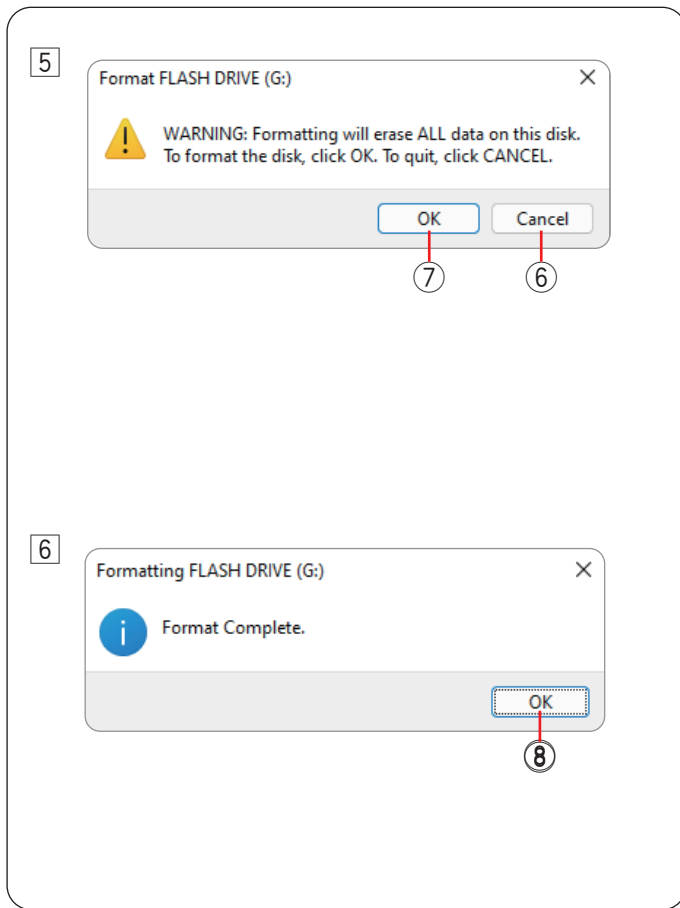 5
Format FLASH DRIVE (G:)
WARNING: Formatting will erase ALL data on this disk.
To format the disk, click OK. To quit, click CANCEL.
OK Cancel
⑦ ⑥
6
Formatting FLASH DRIVE (G:)
i
Format Complete.
OK
⑧